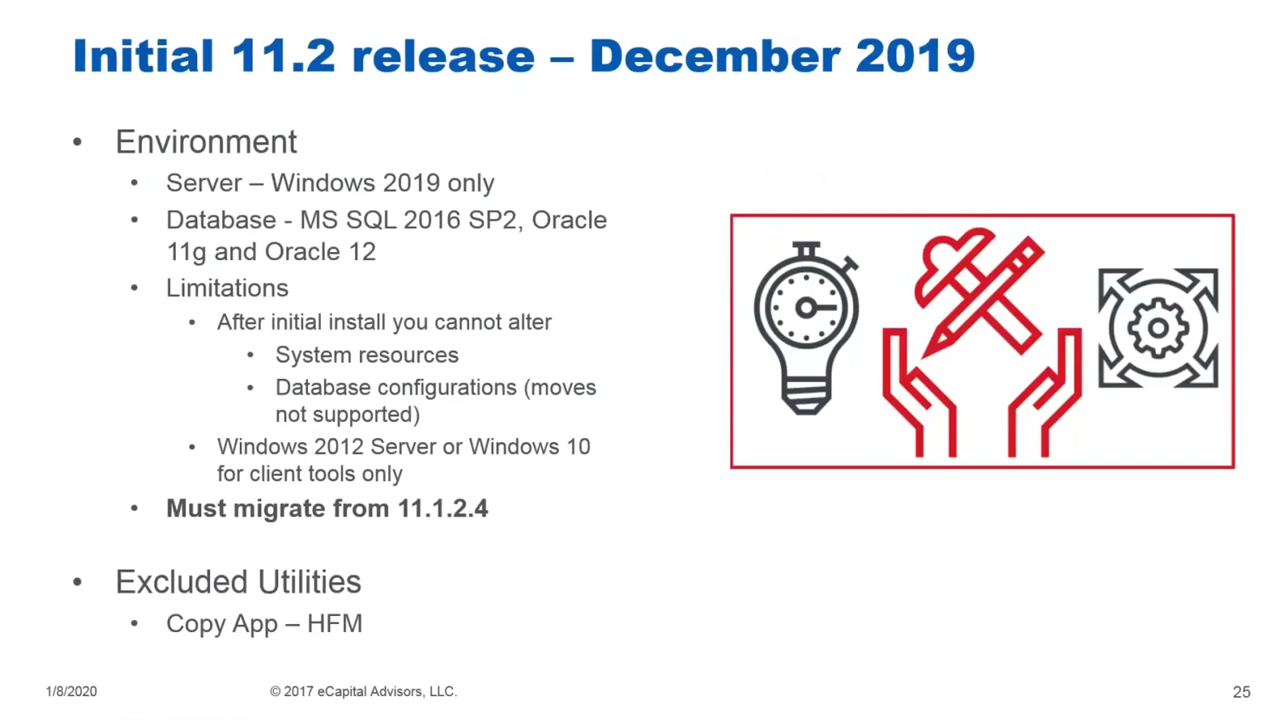 Initial 11.2 release – December 2019
• Environment
• Server – Windows 2019 only
• Database - MS SQL 2016 SP2, Oracle
11g and Oracle 12
• Limitations
• After initial install you cannot alter
• System resources
• Database configurations (moves
not supported)
• Windows 2012 Server or Windows 10
for client tools only
• Must migrate from 11.1.2.4
• Excluded Utilities
• Copy App – HFM
1/8/2020
© 2017 eCapital Advisors, LLC.
25